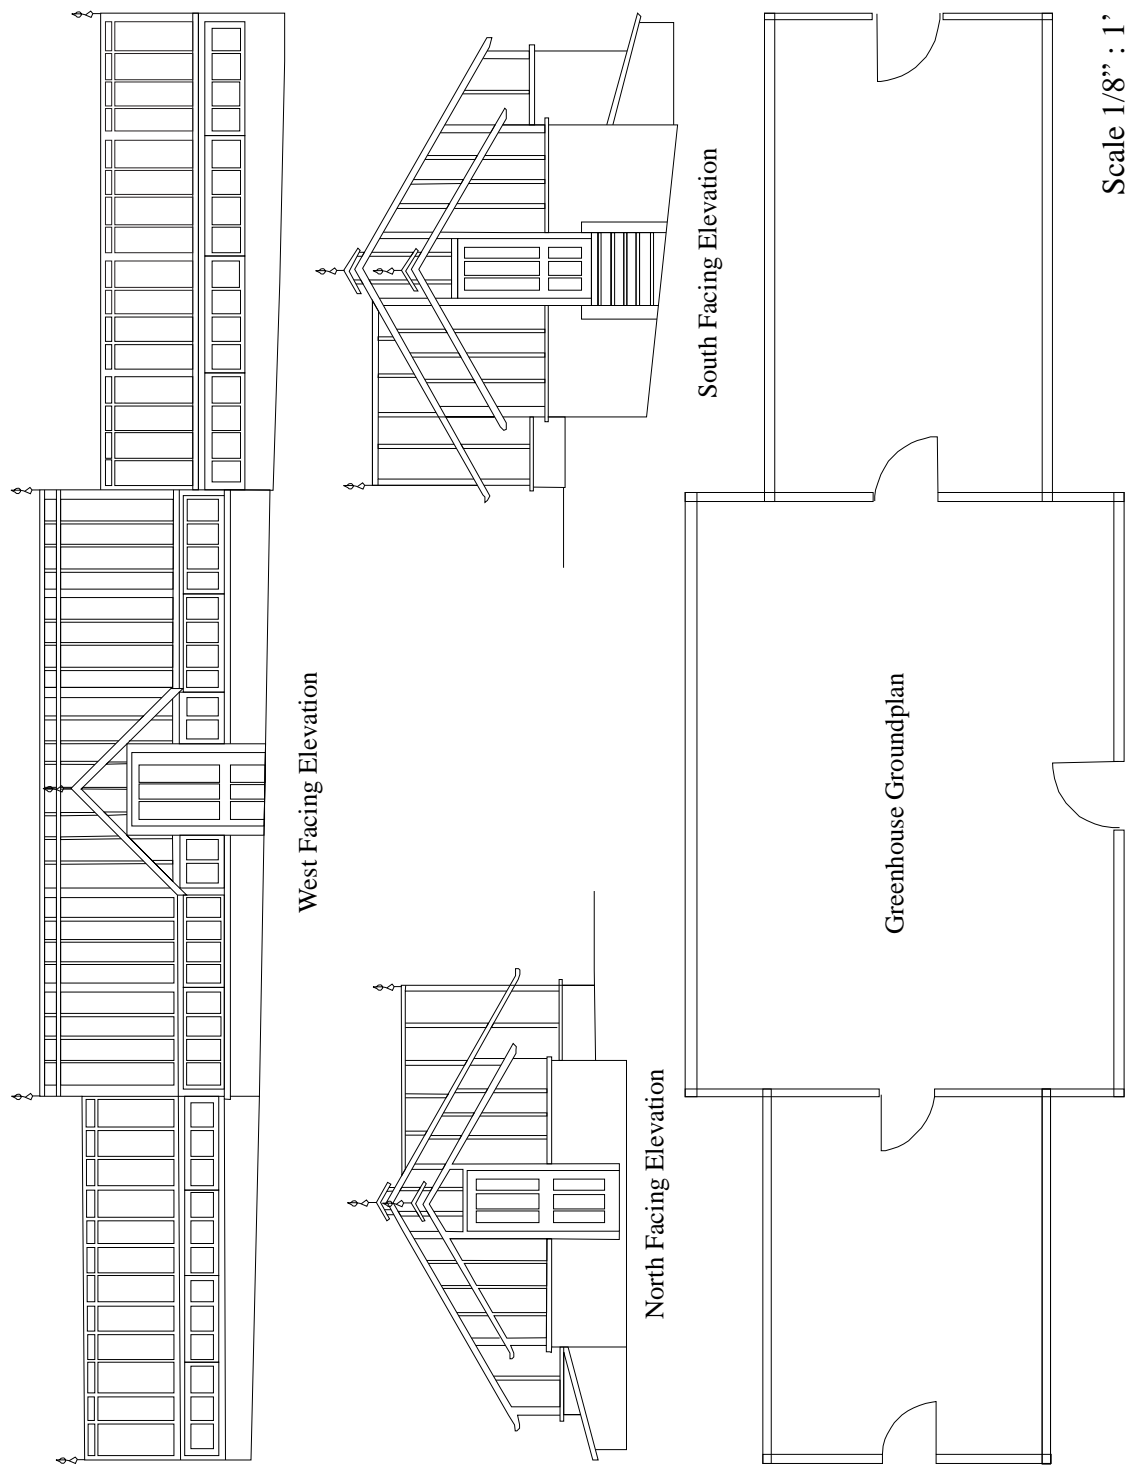 West Facing Elevation
North Facing Elevation
South Facing Elevation
Greenhouse Groundplan
Scale 1/8” : 1’